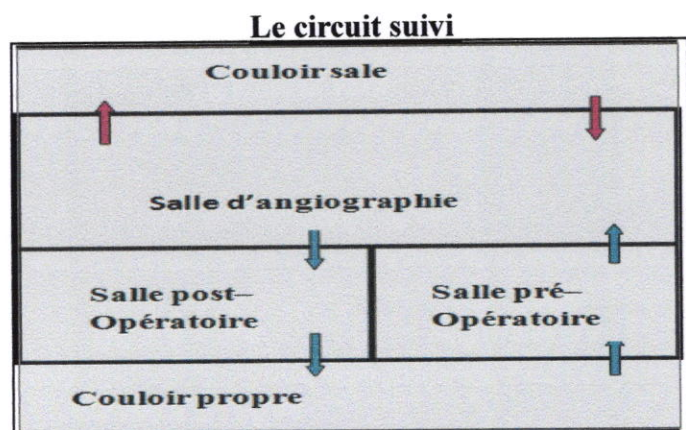 Le circuit suivi
Couloir sale
Salle d'angiographie
Salle post–
Opératoire
Salle pré–
Opératoire
Couloir propre